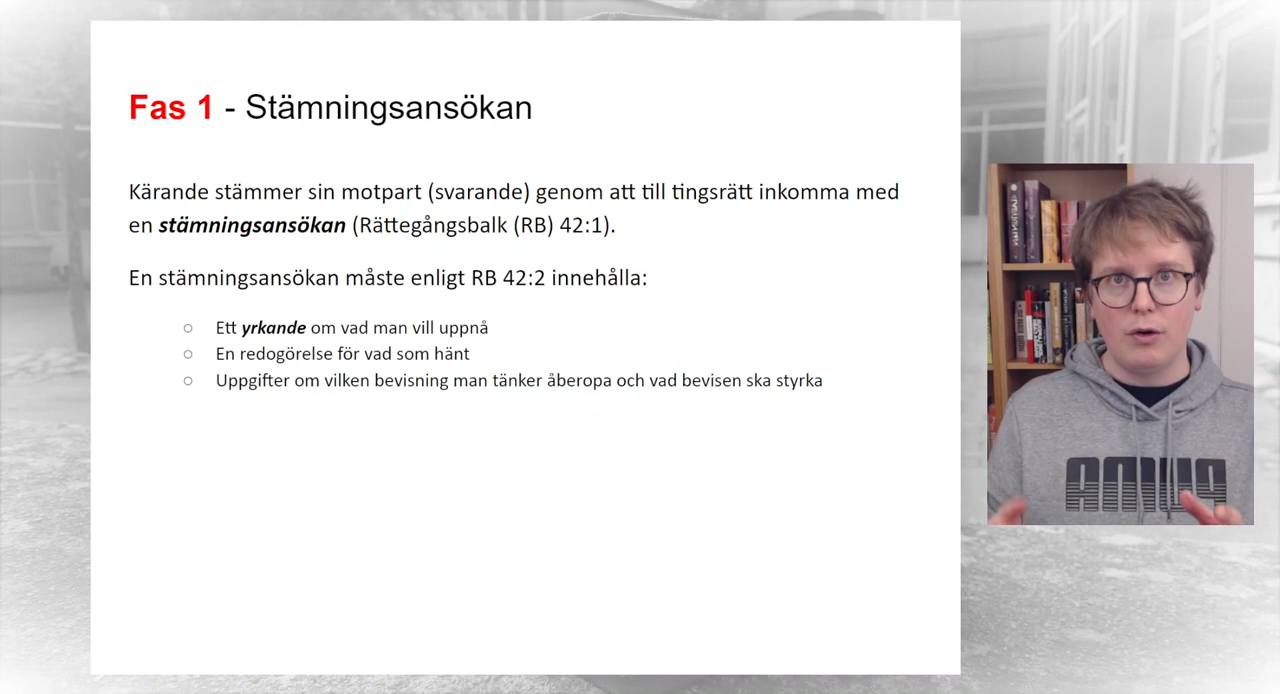 Fas 1 - Stämningsansökan
Kärande stämmer sin motpart (svarande) genom att till tingsrätt inkomma med
en stämningsansökan (Rättegångsbalk (RB) 42:1).
En stämningsansökan måste enligt RB 42:2 innehålla:
○ Ett yrkande om vad man vill uppnå
○ En redogörelse för vad som hänt
○ Uppgifter om vilken bevisning man tänker åberopa och vad bevisen ska styrka